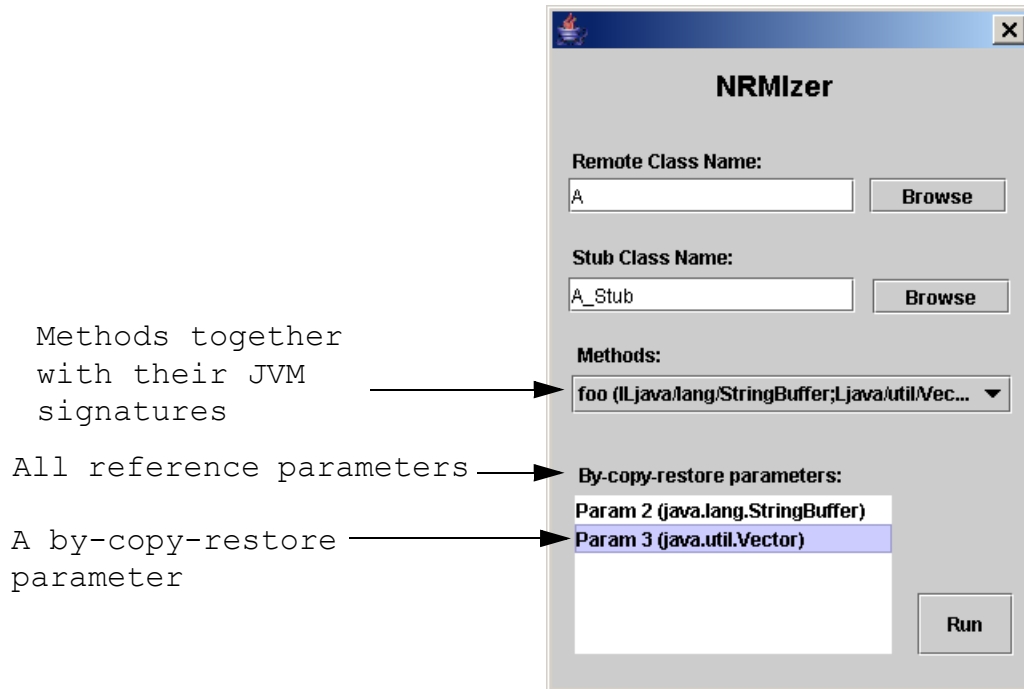 NRMIzer
Remote Class Name:
A
Browse
Stub Class Name:
A_Stub
Browse
Methods together
with their JVM
signatures
Methods:
foo (ILjava/lang/StringBuffer;Ljava/util/Vec...
All reference parameters
By-copy-restore parameters:
Param 2 (java.lang.StringBuffer)
A by-copy-restore
parameter
Param 3 (java.util.Vector)
Run